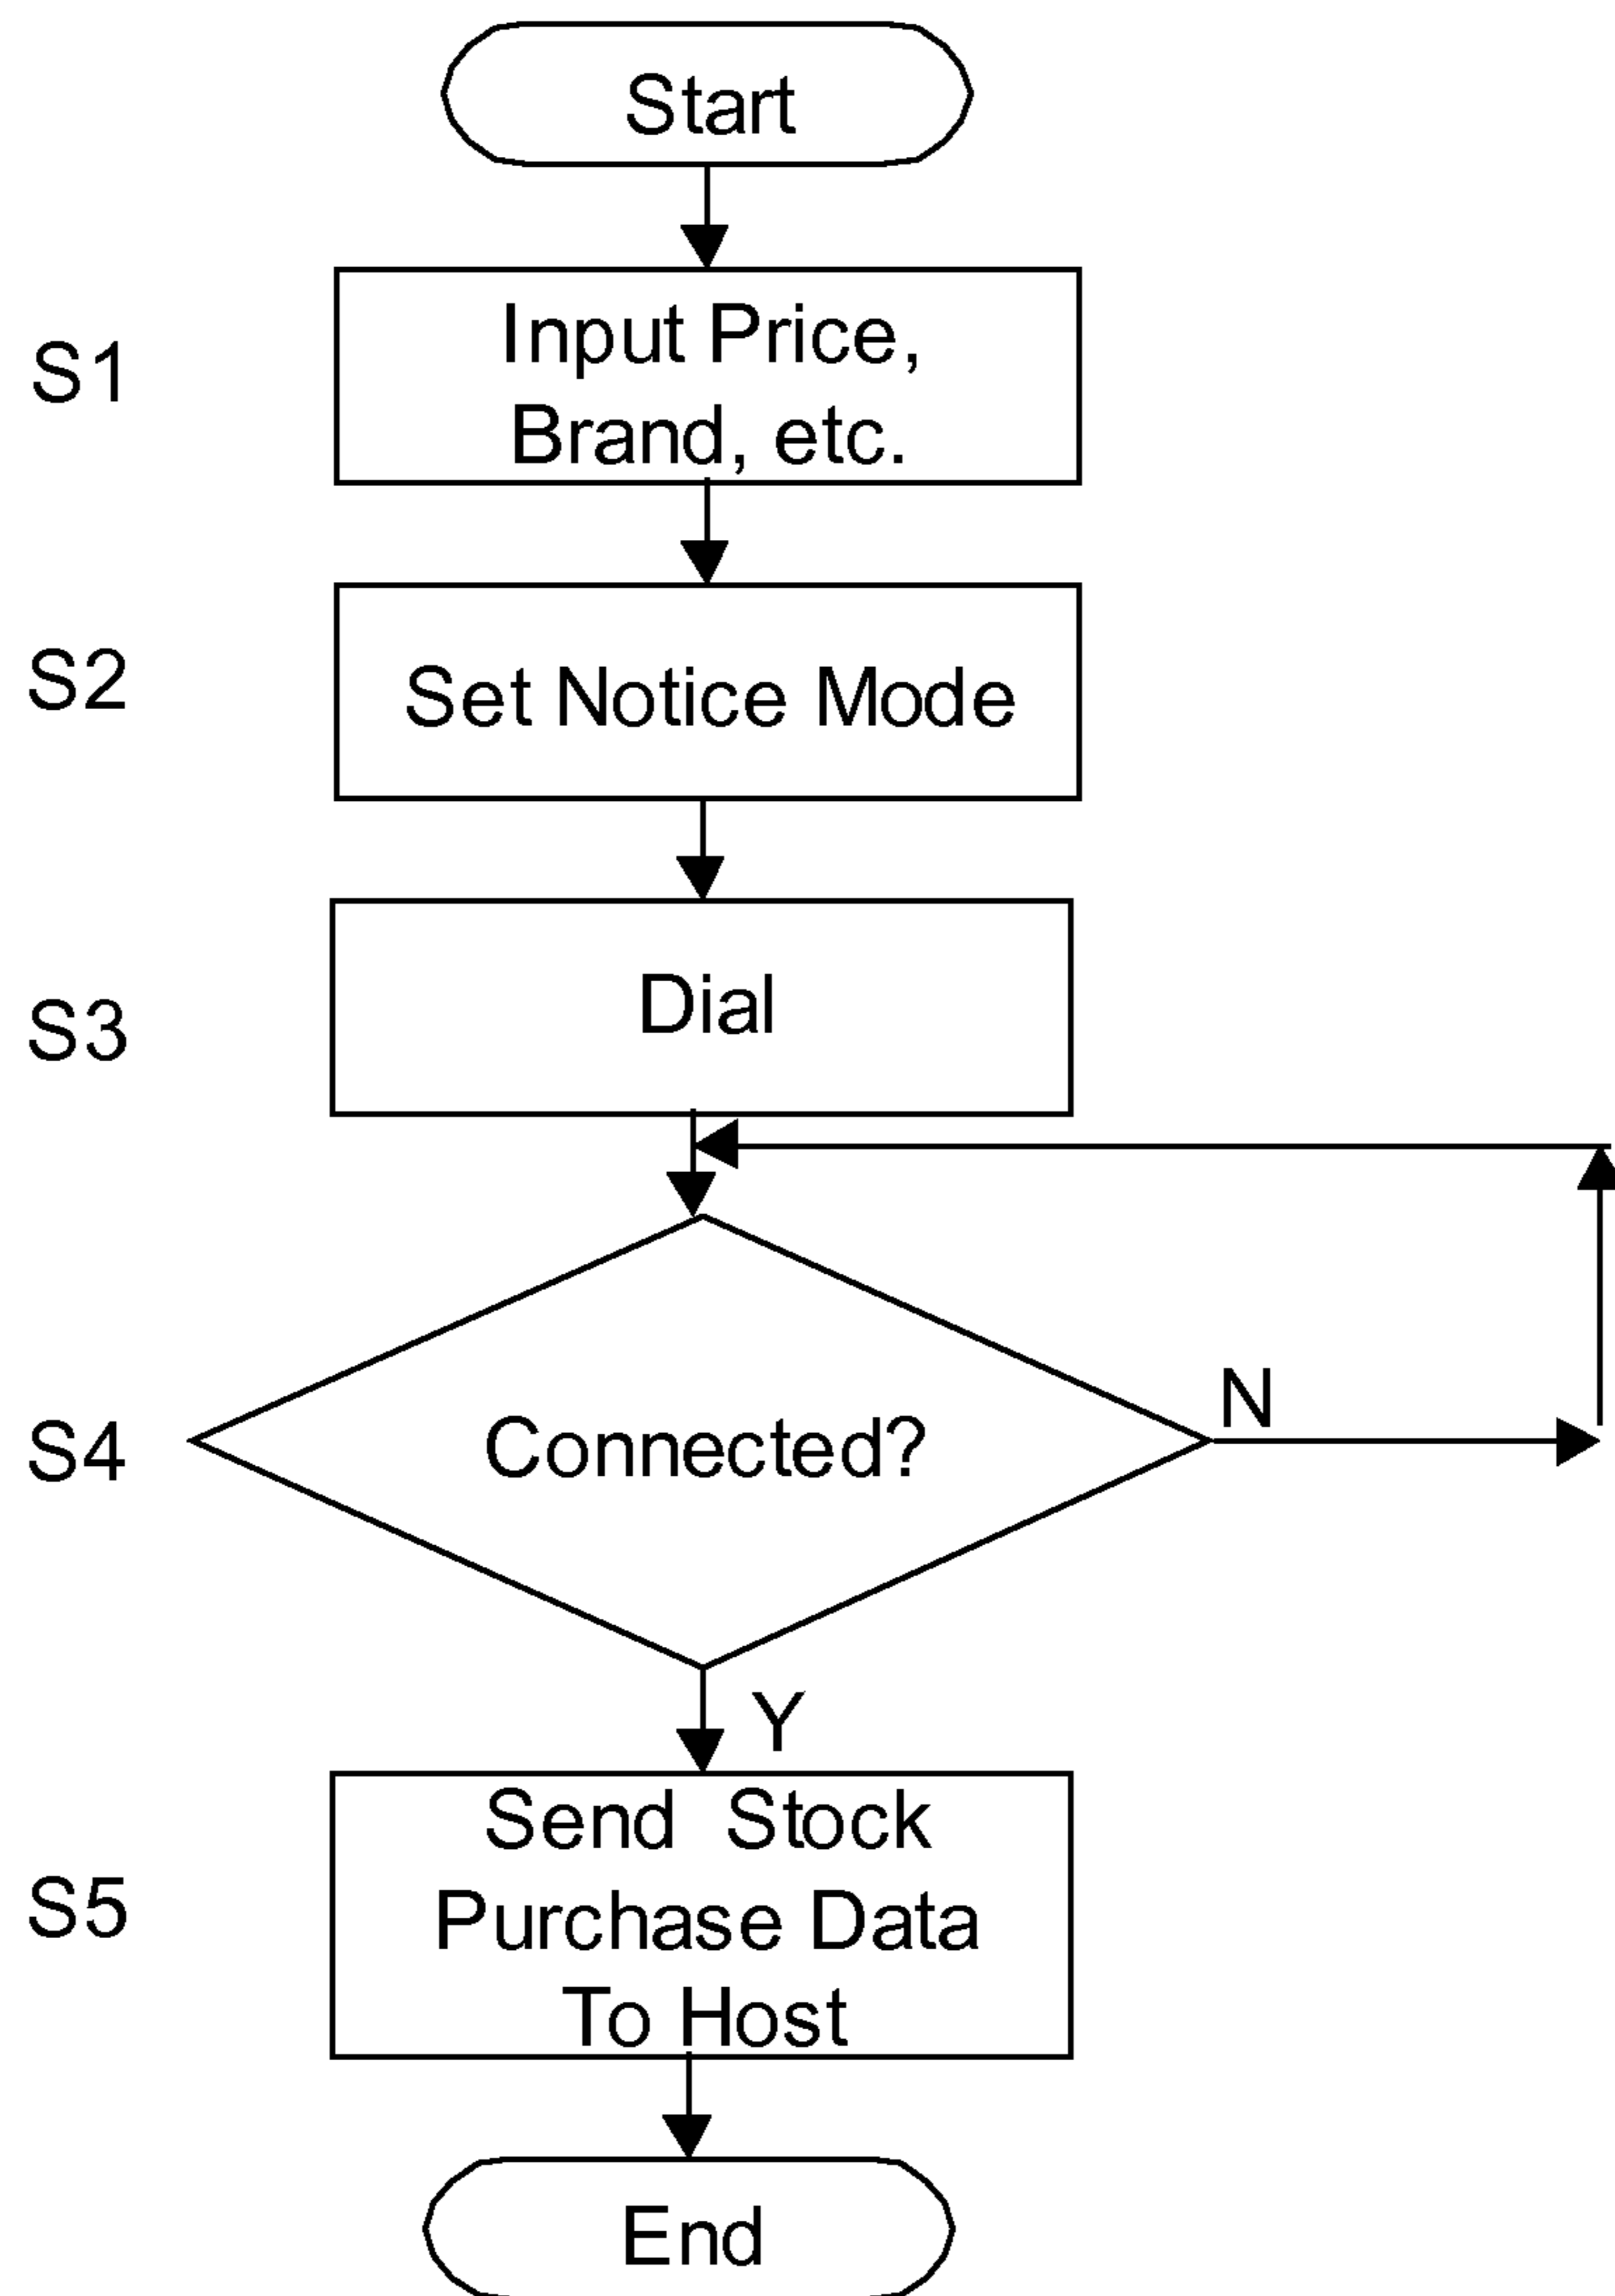 Start
S1
Input Price,
Brand, etc.
S2
Set Notice Mode
S3
Dial
S4
Connected?
N
Y
S5
Send Stock
Purchase Data
To Host
End